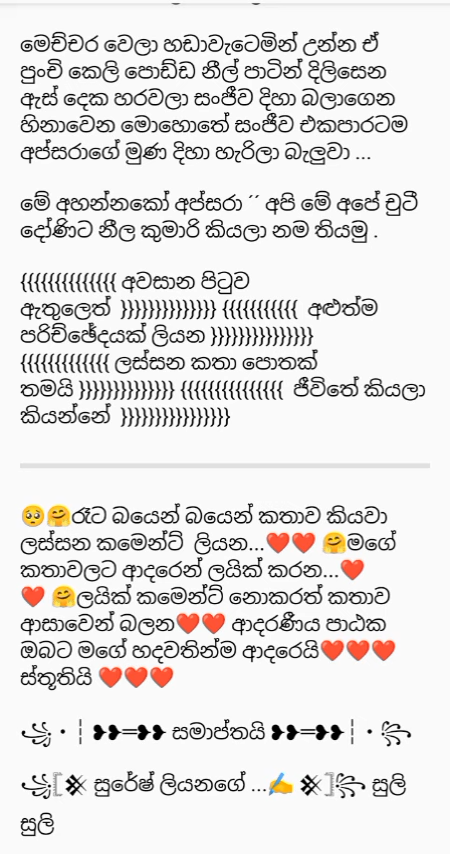 මෙච්චර වෙලා හඩාවැටෙමින් උන්න ඒ
පුංචි කෙලි පොඩ්ඩ නීල් පාටින් දිලිසෙන
ඇස් දෙක හරවලා සංජීව දිහා බලාගෙන
හිනාවෙන මොහොතේ සංජීව එකපාරටම
අප්සරාගේ මුණ දිහා හැරිලා බැලුවා ...
මේ අහන්නකෝ අප්සරා ´´ අපි මේ අපේ චුටී
දෝණිට නීල කුමාරි කියලා නම තියමු .
{{{{{{{{{{{{{{ අවසාන පිටුව
ඇතුලෙත් }}}}}}}}}}}}}} {{{{{{{{{{{ අළුත්ම
පරිච්ඡේදයක් ලියන }}}}}}}}}}}}}}}
{{{{{{{{{{{{{ ලස්සන කතා පොතක්
තමයි }}}}}}}}}}}}}} {{{{{{{{{{{{{{{ ජීවිතේ කියලා
කියන්නේ }}}}}}}}}}}}}}}}
🥺🤗රෑට බයෙන් බයෙන් කතාව කියවා
ලස්සන කමෙන්ට් ලියන...❤️❤️ 🤗මගේ
කතාවලට ආදරෙන් ලයික් කරන...❤️
❤️ 🤗ලයික් කමෙන්ට් නොකරත් කතාව
ආසාවෙන් බලන❤️❤️ ආදරණීය පාඨක
ඔබට මගේ හදවතින්ම ආදරෙයි❤️❤️❤️
ස්තූතියි ❤️❤️❤️
꧁•┆❥❥═❥❥ සමාප්තයි ❥❥═❥❥┆•꧂
꧁༺※ සුරේෂ් ලියනගේ ...✍️ ※༻꧂ සුලි
සුලි